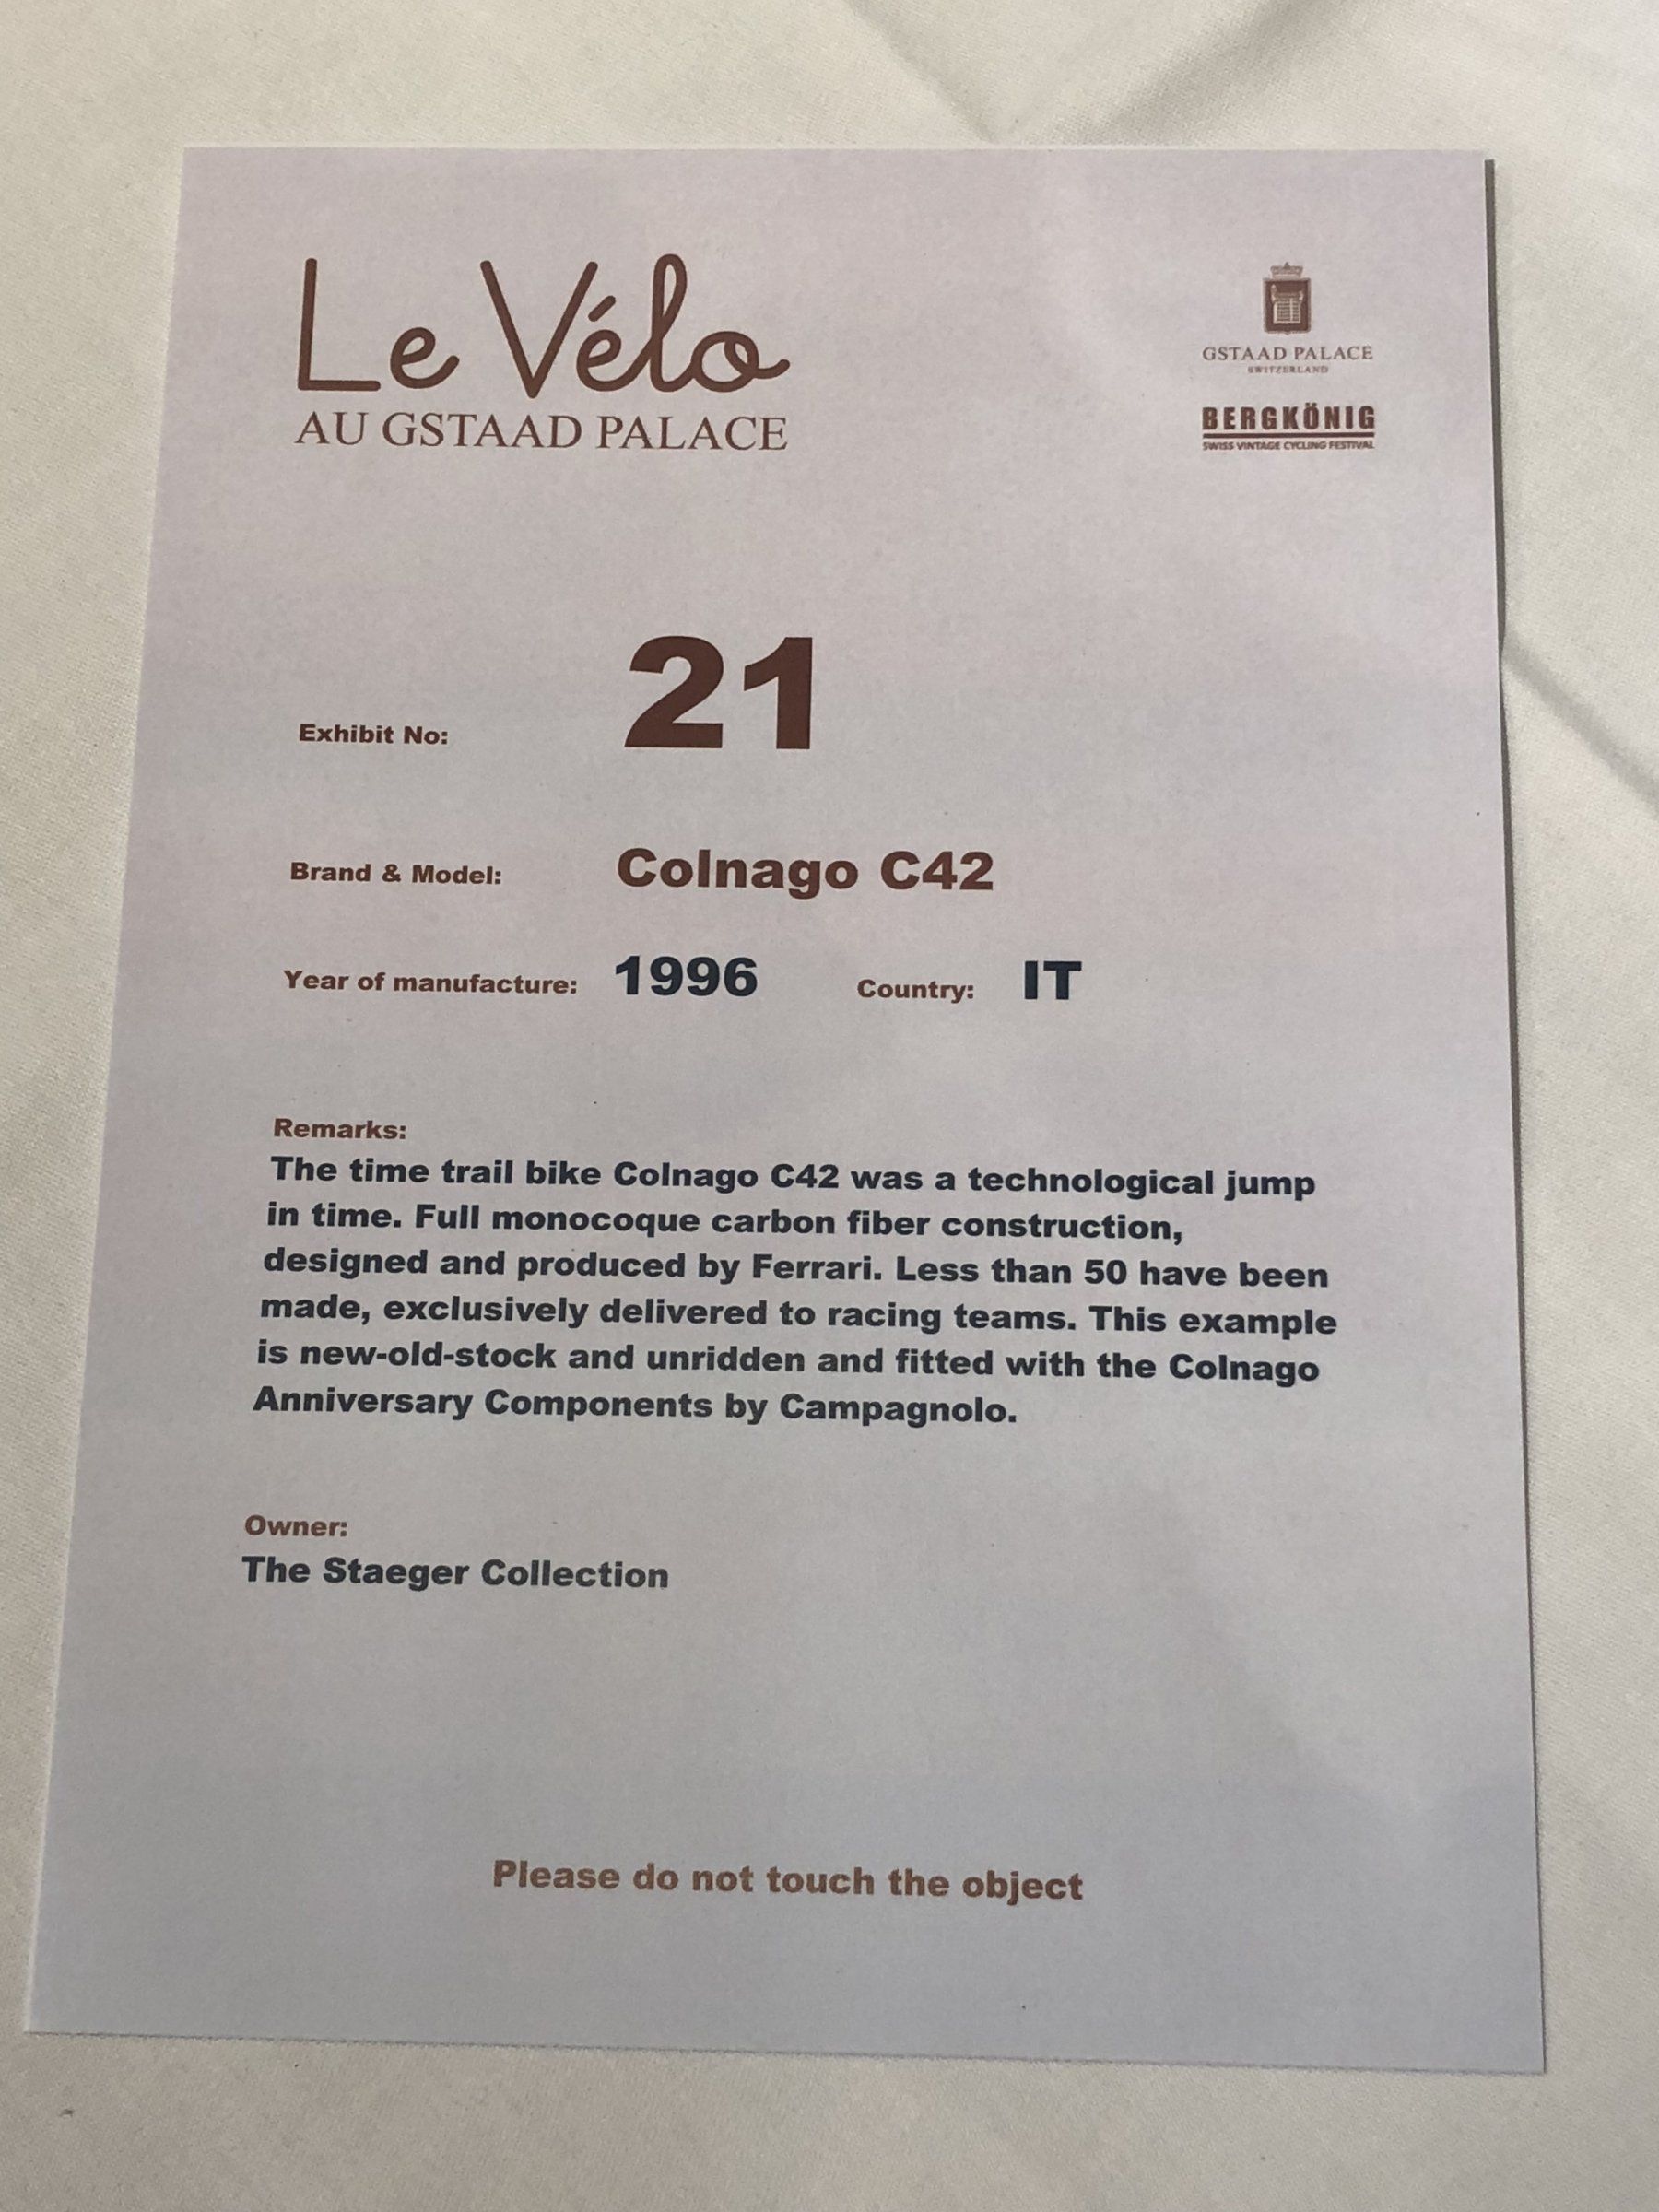 Le Vélo
AU GSTAAD PALACE
GSTAAD PALACE
SWITZERLAND
BERGKÖNIG
SWISS VINTAGE CYCLING FESTIVAL
Exhibit No: 21
Brand & Model: Colnago C42
Year of manufacture: 1996 Country: IT
Remarks:
The time trail bike Colnago C42 was a technological jump
in time. Full monocoque carbon fiber construction,
designed and produced by Ferrari. Less than 50 have been
made, exclusively delivered to racing teams. This example
is new-old-stock and unridden and fitted with the Colnago
Anniversary Components by Campagnolo.
Owner:
The Staeger Collection
Please do not touch the object